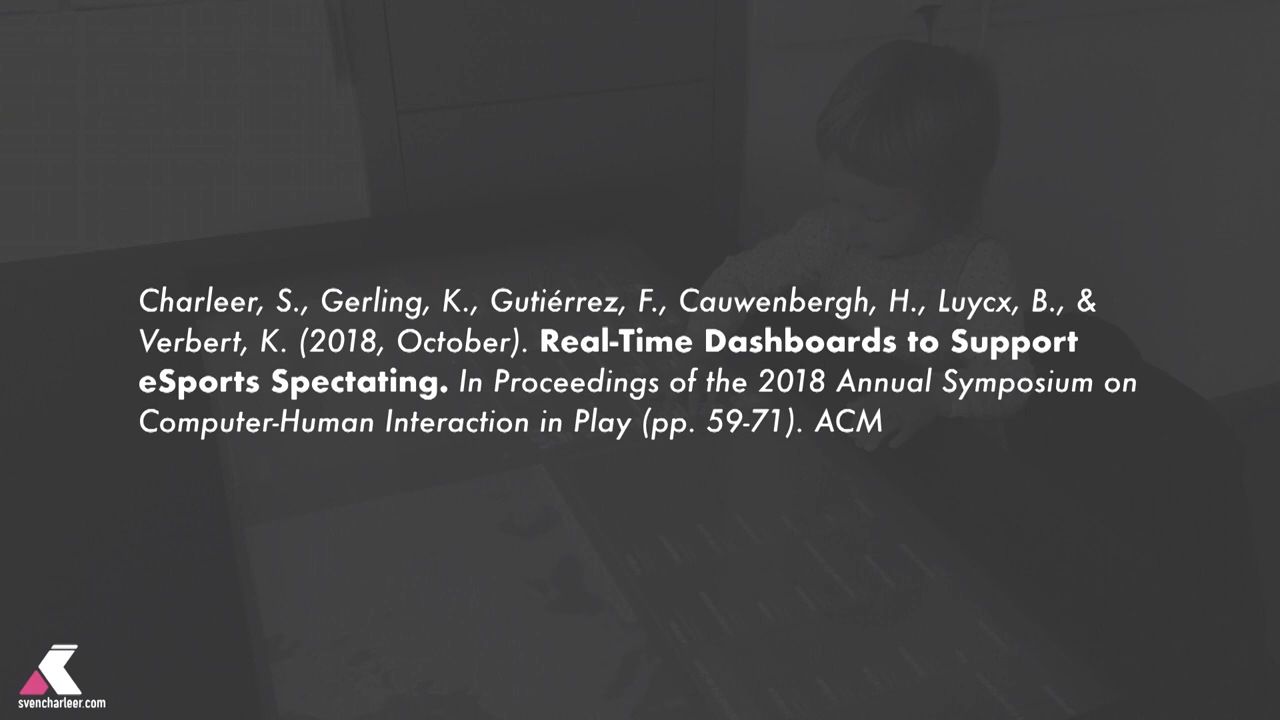 Charleer, S., Gerling, K., Gutiérrez, F., Cauwenbergh, H., Luycx, B., &
Verbert, K. (2018, October). Real-Time Dashboards to Support
eSports Spectating. In Proceedings of the 2018 Annual Symposium on
Computer-Human Interaction in Play (pp. 59-71). ACM
svencharleer.com